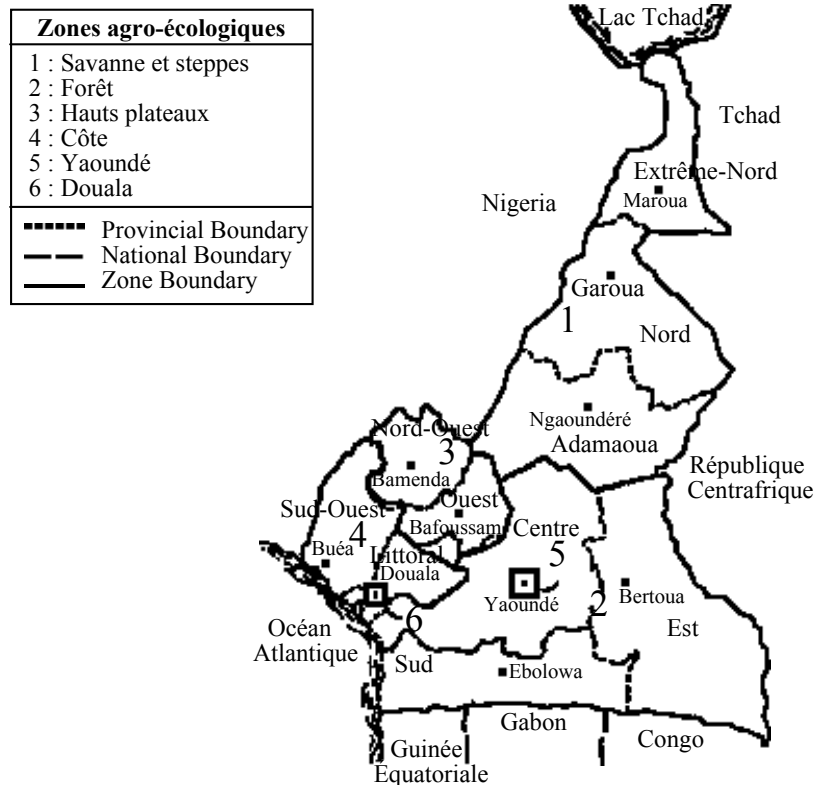 Zones agro-écologiques
1 : Savanne et steppes
2 : Forêt
3 : Hauts plateaux
4 : Côte
5 : Yaoundé
6 : Douala
Provincial Boundary
National Boundary
Zone Boundary
Lac Tchad
Tchad
Extrême-Nord
Maroua
Nigeria
Garoua
1
Nord
Ngaoundéré
Adamaoua
République
Centrafrique
Nord-Ouest
3
Bamenda
Ouest
Bafoussam
Sud-Ouest
4
Buéa
Littoral
Douala
6
Centre
5
Yaoundé
2
Bertoua
Est
Océan
Atlantique
Sud
Ebolowa
Gabon
Congo
Guinée
Equatoriale